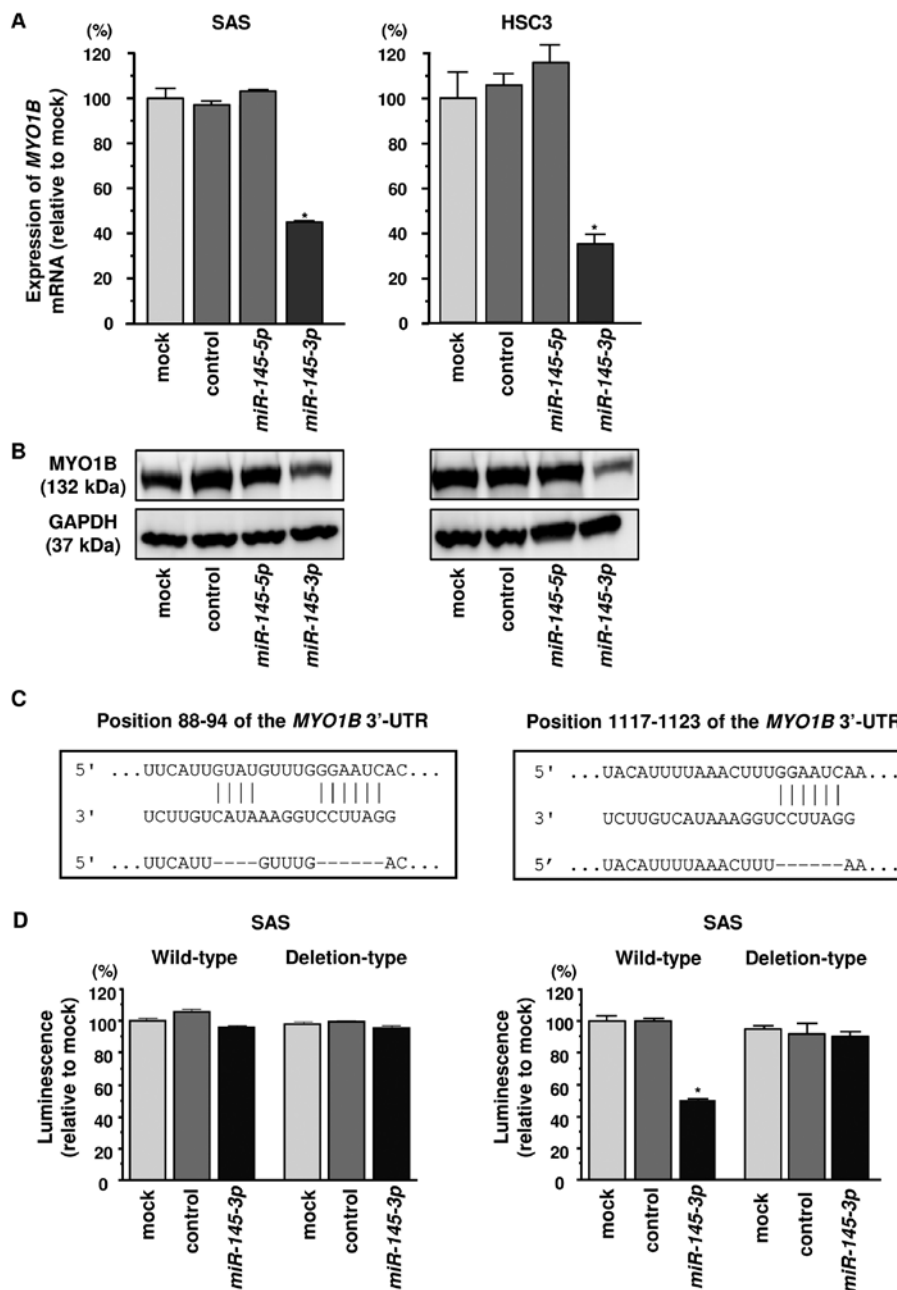 A
SAS
HSC3
(%)
(%)
Expression of MYO1B
mRNA (relative to mock)
120
100
80
60
40
20
0
*
mock
control
miR-145-5p
miR-145-3p
120
100
80
60
40
20
0
*
mock
control
miR-145-5p
miR-145-3p
B
MYO1B
(132 kDa)
GAPDH
(37 kDa)
mock
control
miR-145-5p
miR-145-3p
mock
control
miR-145-5p
miR-145-3p
C
Position 88-94 of the MYO1B 3'-UTR
5' ...UUCAUUGUAUGUUUGGGAAUCAC...
3' UCUUGUCAUAAAGGUCCUUAGG
5' ...UUCAUU----GUUUG------AC...
Position 1117-1123 of the MYO1B 3'-UTR
5' ...UACAUUUUAAACUUUGGAAUCAA...
3' UCUUGUCAUAAAGGUCCUUAGG
5' ...UACAUUUUAAACUUU------AA...
D
SAS
Wild-type Deletion-type
(%)
Luminescence
(relative to mock)
120
100
80
60
40
20
0
mock
control
miR-145-3p
mock
control
miR-145-3p
SAS
Wild-type Deletion-type
(%)
Luminescence
(relative to mock)
120
100
80
60
40
20
0
*
mock
control
miR-145-3p
mock
control
miR-145-3p